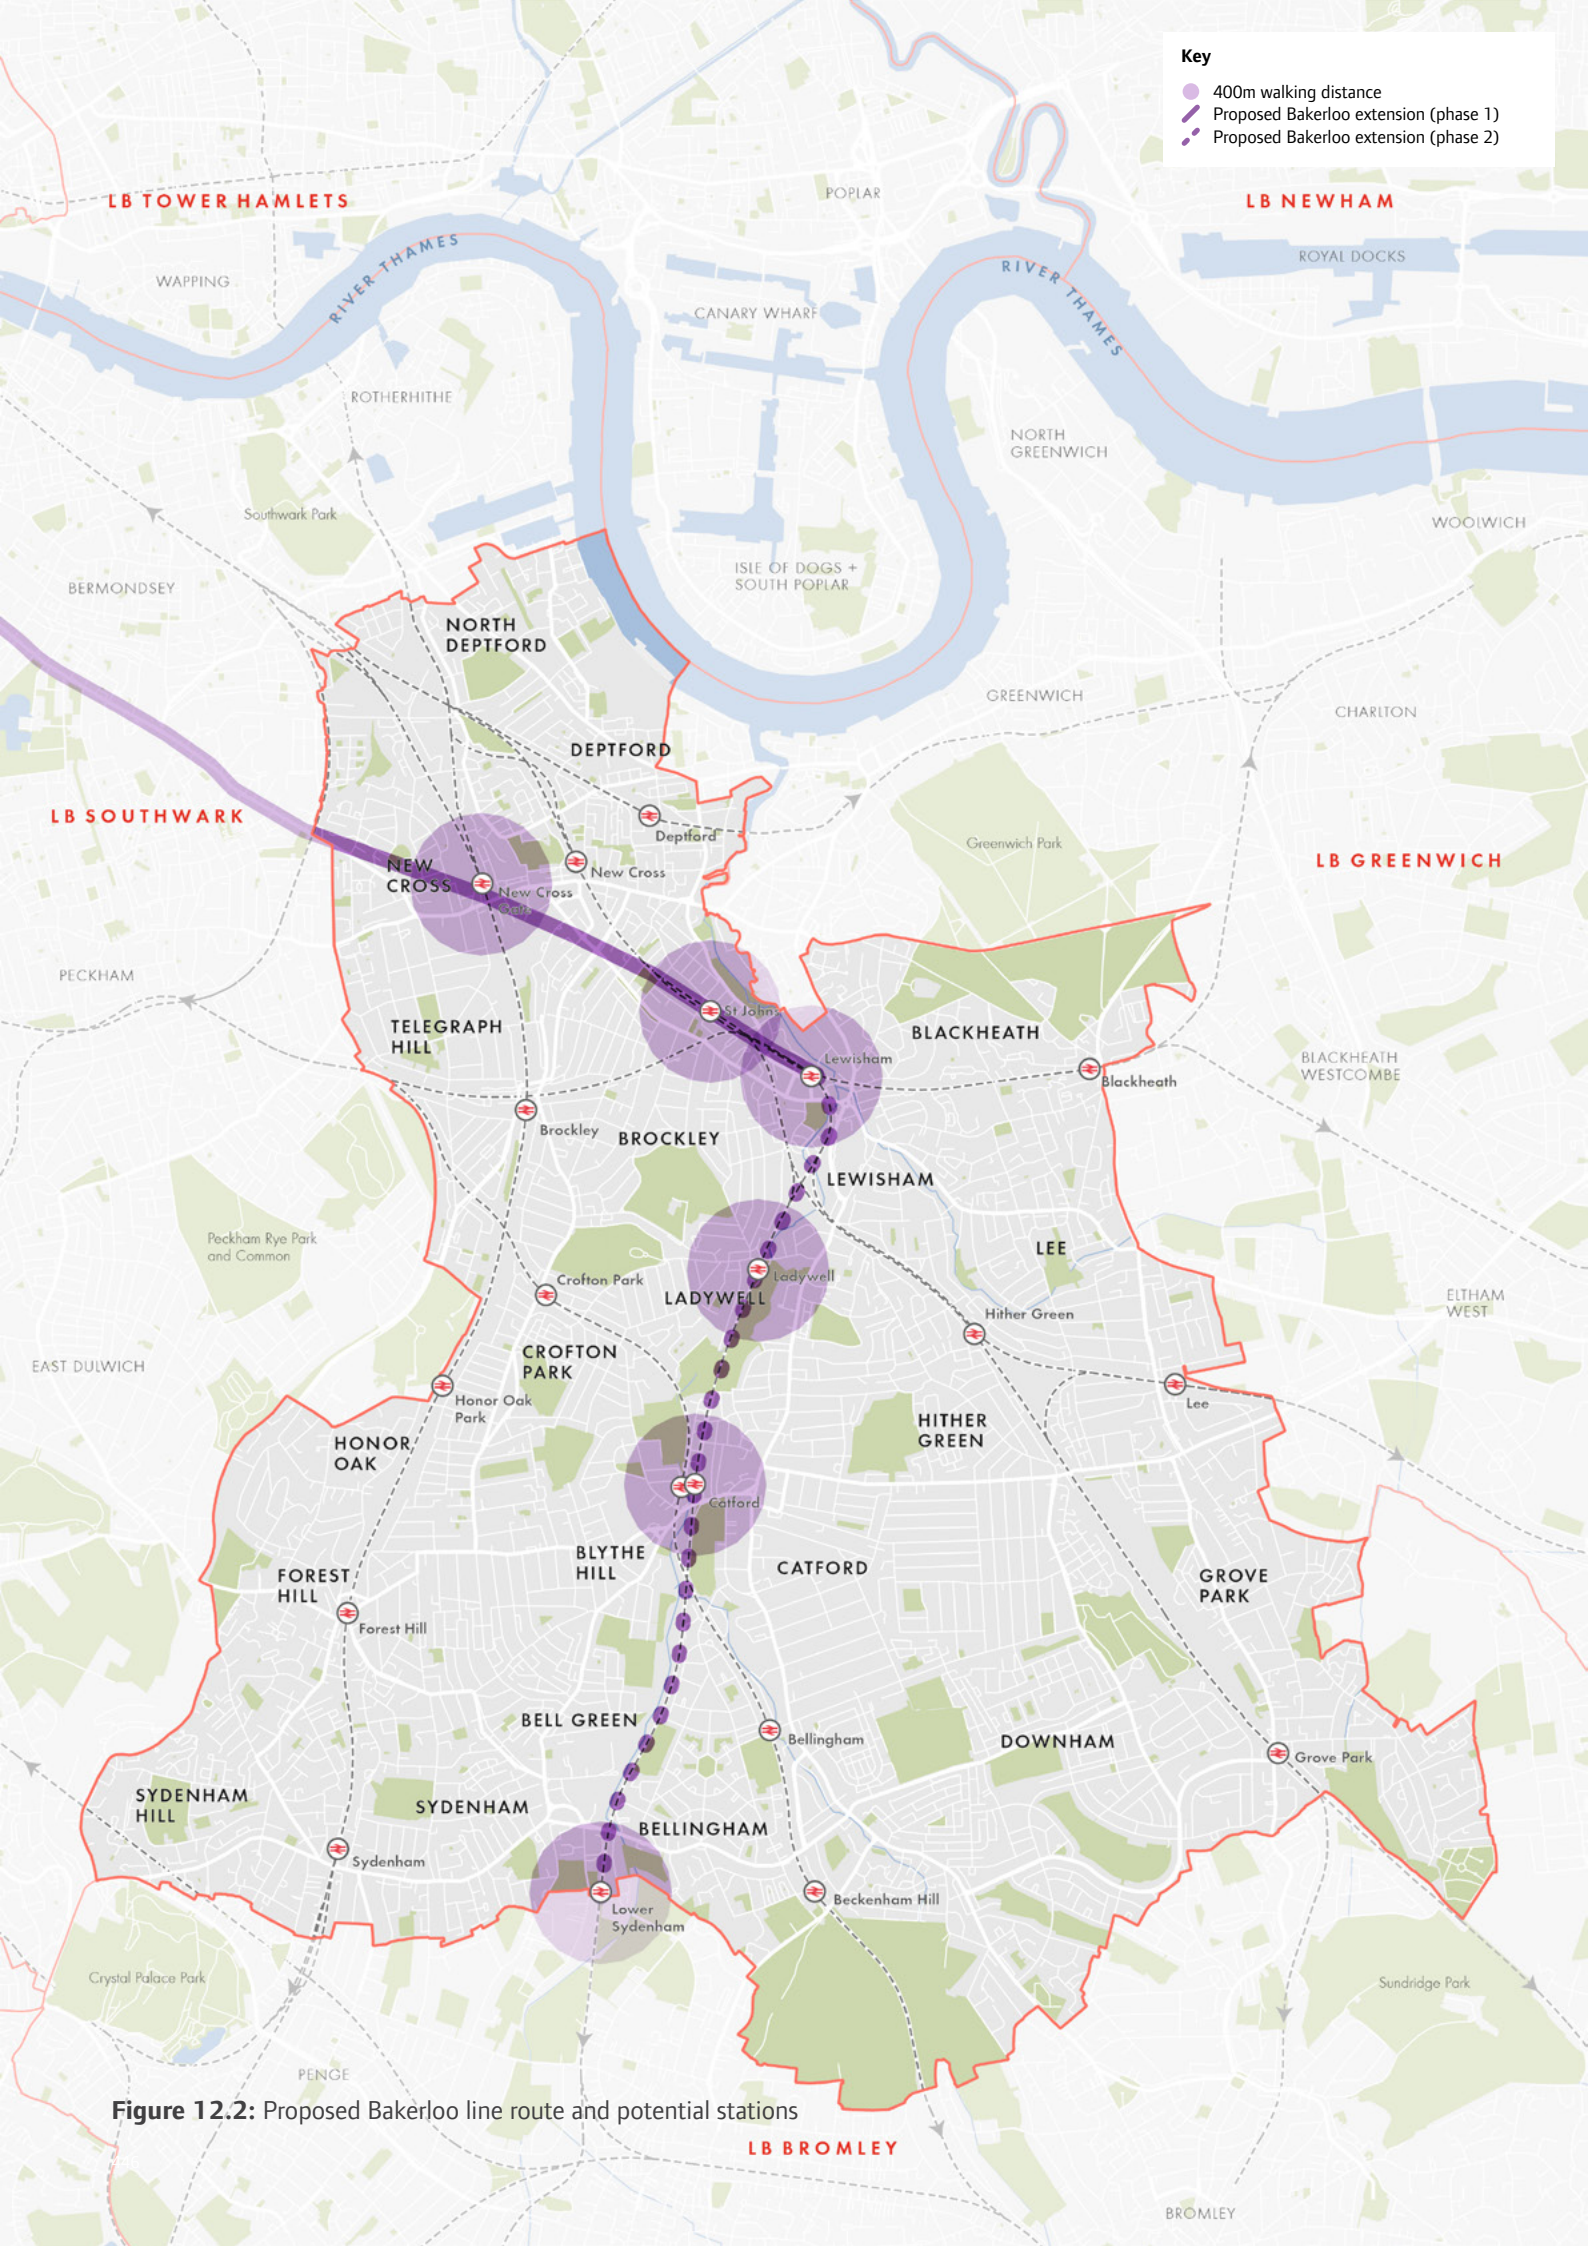 Key
400m walking distance
Proposed Bakerloo extension (phase 1)
Proposed Bakerloo extension (phase 2)
LB TOWER HAMLETS
POPLAR
LB NEWHAM
RIVER THAMES
ROYAL DOCKS
WAPPING
RIVER THAMES
CANARY WHARF
ROTHERHITHE
NORTH
GREENWICH
Southwark Park
WOOLWICH
BERMONDSEY
ISLE OF DOGS +
SOUTH POPLAR
NORTH
DEPTFORD
GREENWICH
CHARLTON
DEPTFORD
LB SOUTHWARK
Deptford
Greenwich Park
LB GREENWICH
NEW
CROSS
New Cross
New Cross
Gate
PECKHAM
St Johns
TELEGRAPH
HILL
BLACKHEATH
Lewisham
BLACKHEATH
WESTCOMBE
Blackheath
Brockley
BROCKLEY
LEWISHAM
Peckham Rye Park
and Common
LEE
Crofton Park
Ladywell
LADYWELL
ELTHAM
WEST
Hither Green
CROFTON
PARK
EAST DULWICH
Honor Oak
Park
Lee
HITHER
GREEN
HONOR
OAK
Catford
BLYTHE
HILL
CATFORD
FOREST
HILL
GROVE
PARK
Forest Hill
BELL GREEN
Bellingham
DOWNHAM
Grove Park
SYDENHAM
HILL
SYDENHAM
BELLINGHAM
Sydenham
Beckenham Hill
Lower
Sydenham
Crystal Palace Park
Sundridge Park
PENGE
Figure 12.2: Proposed Bakerloo line route and potential stations
LB BROMLEY
BROMLEY